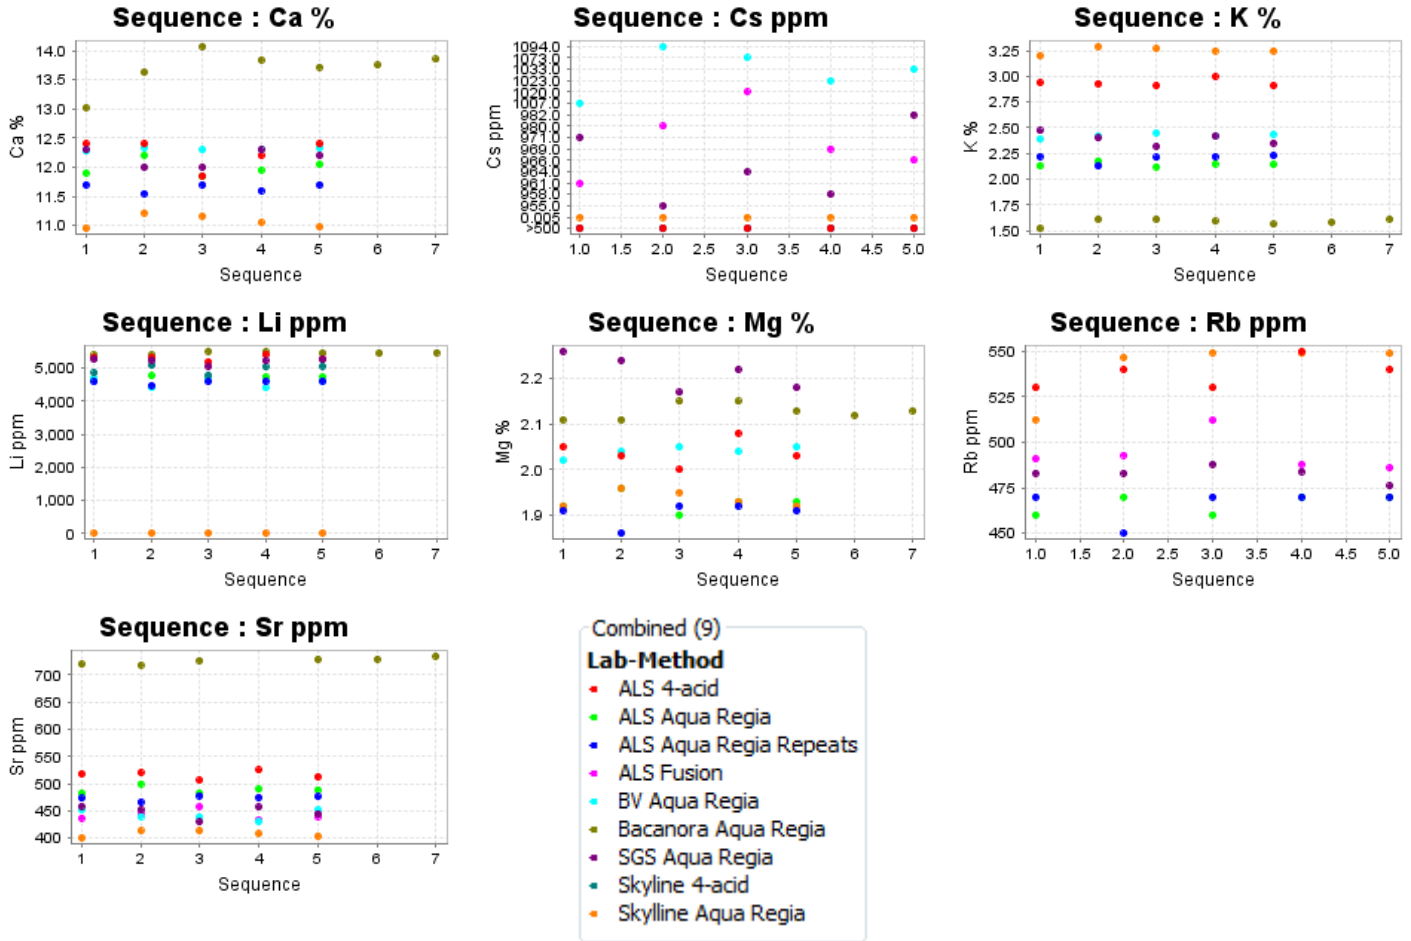 Sequence : Ca %
14.0
13.5
13.0
12.5
12.0
11.5
11.0
Ca %
1 2 3 4 5 6 7
Sequence
Sequence : Cs ppm
1094.0
1073.0
1033.0
1023.0
1020.0
1007.0
982.0
980.0
971.0
969.0
966.0
964.0
961.0
958.0
955.0
0.005
>500
Cs ppm
1.0 1.5 2.0 2.5 3.0 3.5 4.0 4.5 5.0
Sequence
Sequence : K %
3.25
3.00
2.75
2.50
2.25
2.00
1.75
1.50
K %
1 2 3 4 5 6 7
Sequence
Sequence : Li ppm
5,000
4,000
3,000
2,000
1,000
0
Li ppm
1 2 3 4 5 6 7
Sequence
Sequence : Mg %
2.2
2.1
2.0
1.9
Mg %
1 2 3 4 5 6 7
Sequence
Sequence : Rb ppm
550
525
500
475
450
Rb ppm
1.0 1.5 2.0 2.5 3.0 3.5 4.0 4.5 5.0
Sequence
Sequence : Sr ppm
700
650
600
550
500
450
400
Sr ppm
1 2 3 4 5 6 7
Sequence
Combined (9)
Lab-Method
ALS 4-acid
ALS Aqua Regia
ALS Aqua Regia Repeats
ALS Fusion
BV Aqua Regia
Bacanora Aqua Regia
SGS Aqua Regia
Skyline 4-acid
Skylline Aqua Regia